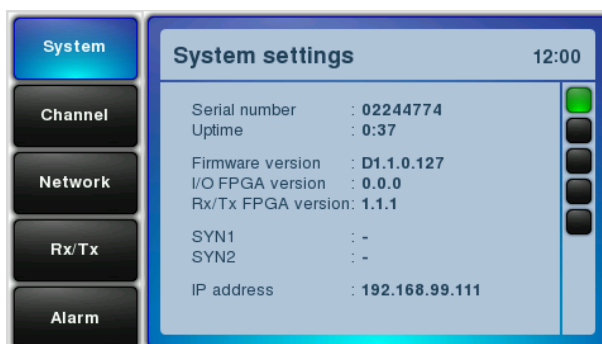 System
Channel
Network
Rx/Tx
Alarm
System settings 12:00
Serial number : 02244774
Uptime : 0:37
Firmware version : D1.1.0.127
I/O FPGA version : 0.0.0
Rx/Tx FPGA version: 1.1.1
SYN1 : -
SYN2 : -
IP address : 192.168.99.111